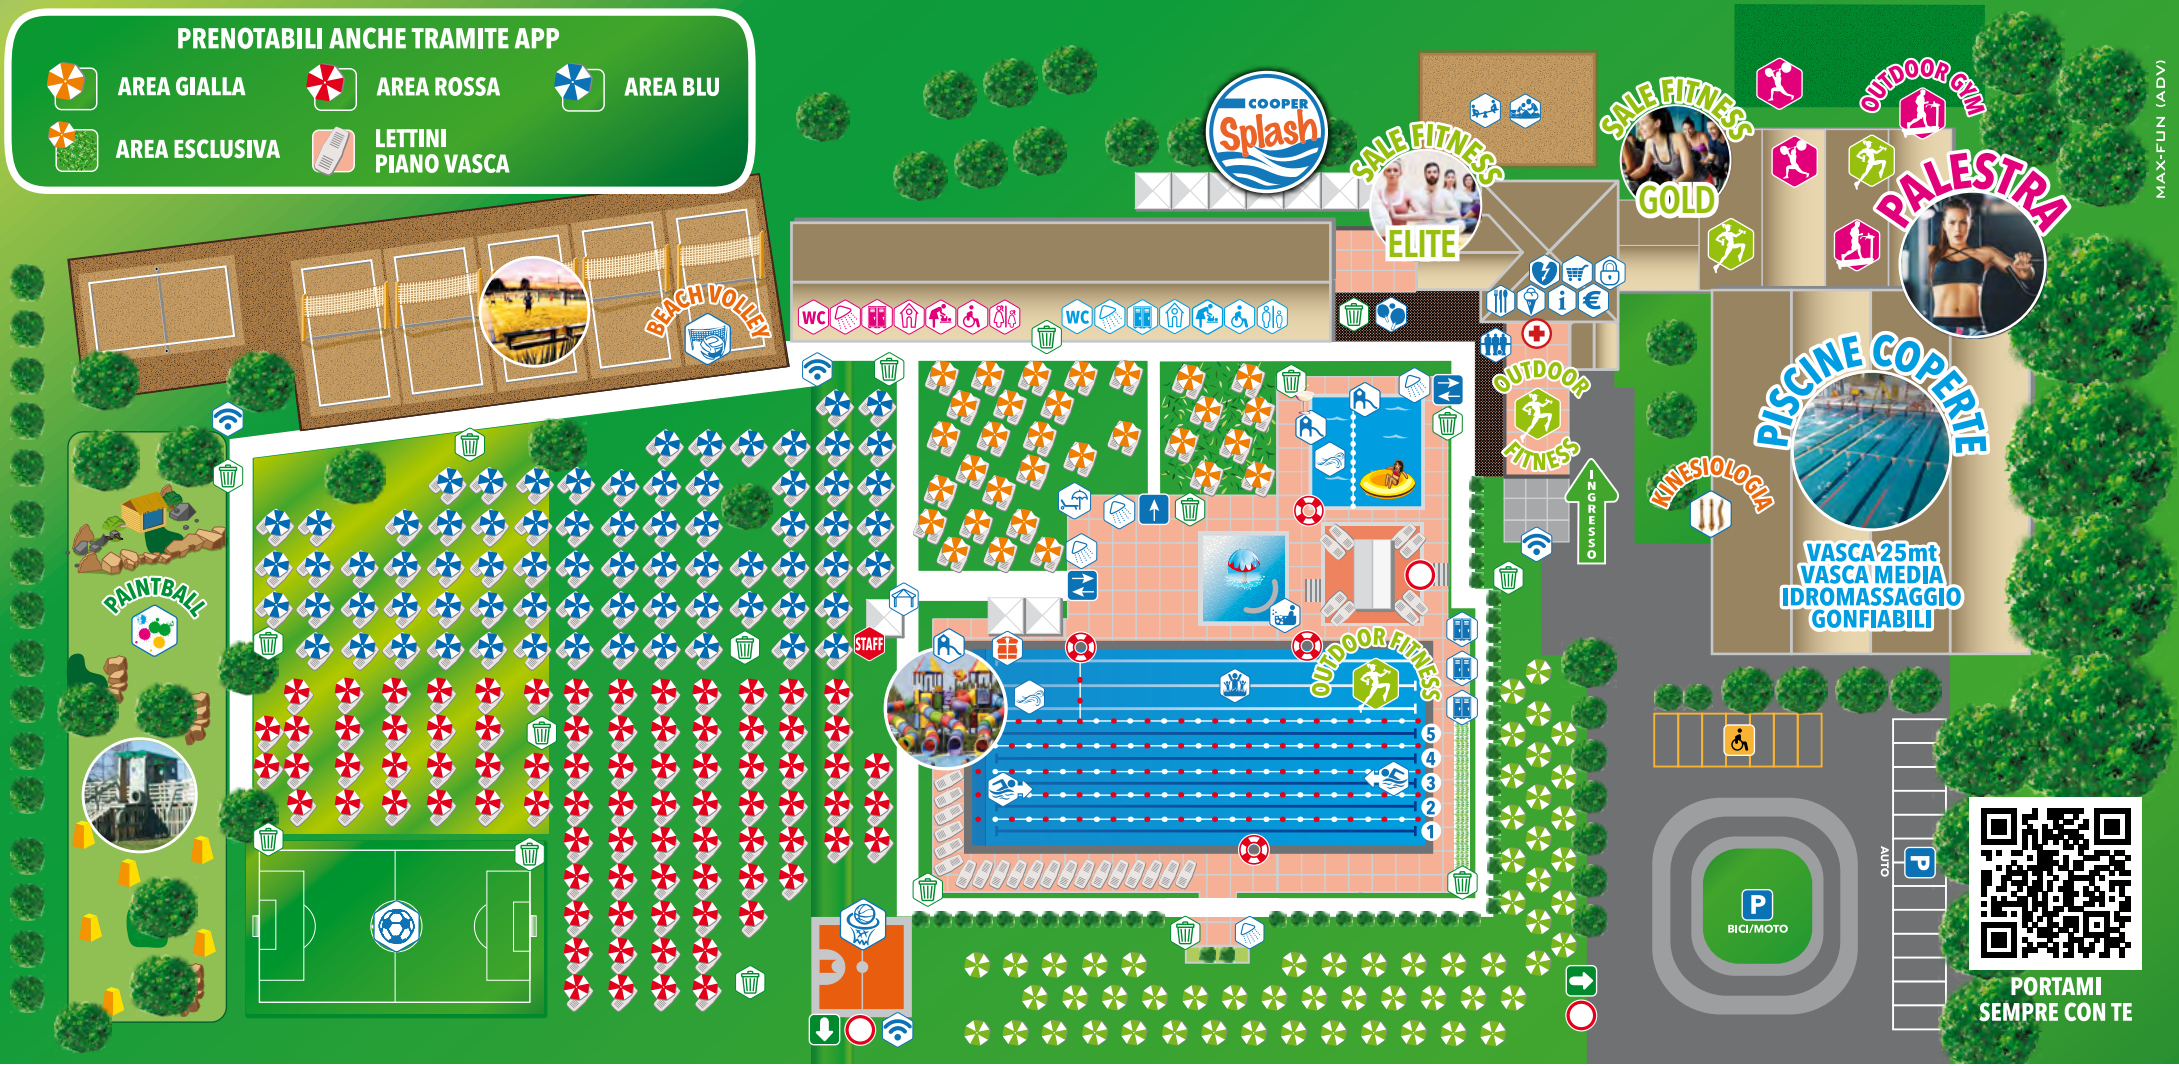 PRENOTABILI ANCHE TRAMITE APP
AREA GIALLA
AREA ROSSA
AREA BLU
AREA ESCLUSIVA
LETTINI
PIANO VASCA
COOPER
Splash
SALE FITNESS
ELITE
SALE FITNESS
GOLD
OUTDOOR GYM
PALESTRA
MAX-FUN (ADV)
BEACH VOLLEY
WC
WC
i
€
OUTDOOR
FITNESS
PISCINE COPERTE
VASCA 25mt
VASCA MEDIA
IDROMASSAGGIO
GONFIABILI
KINESIOLOGIA
INGRESSO
PAINTBALL
STAFF
OUTDOOR FITNESS
5
4
3
2
1
AUTO
P
P
BICI/MOTO
PORTAMI
SEMPRE CON TE